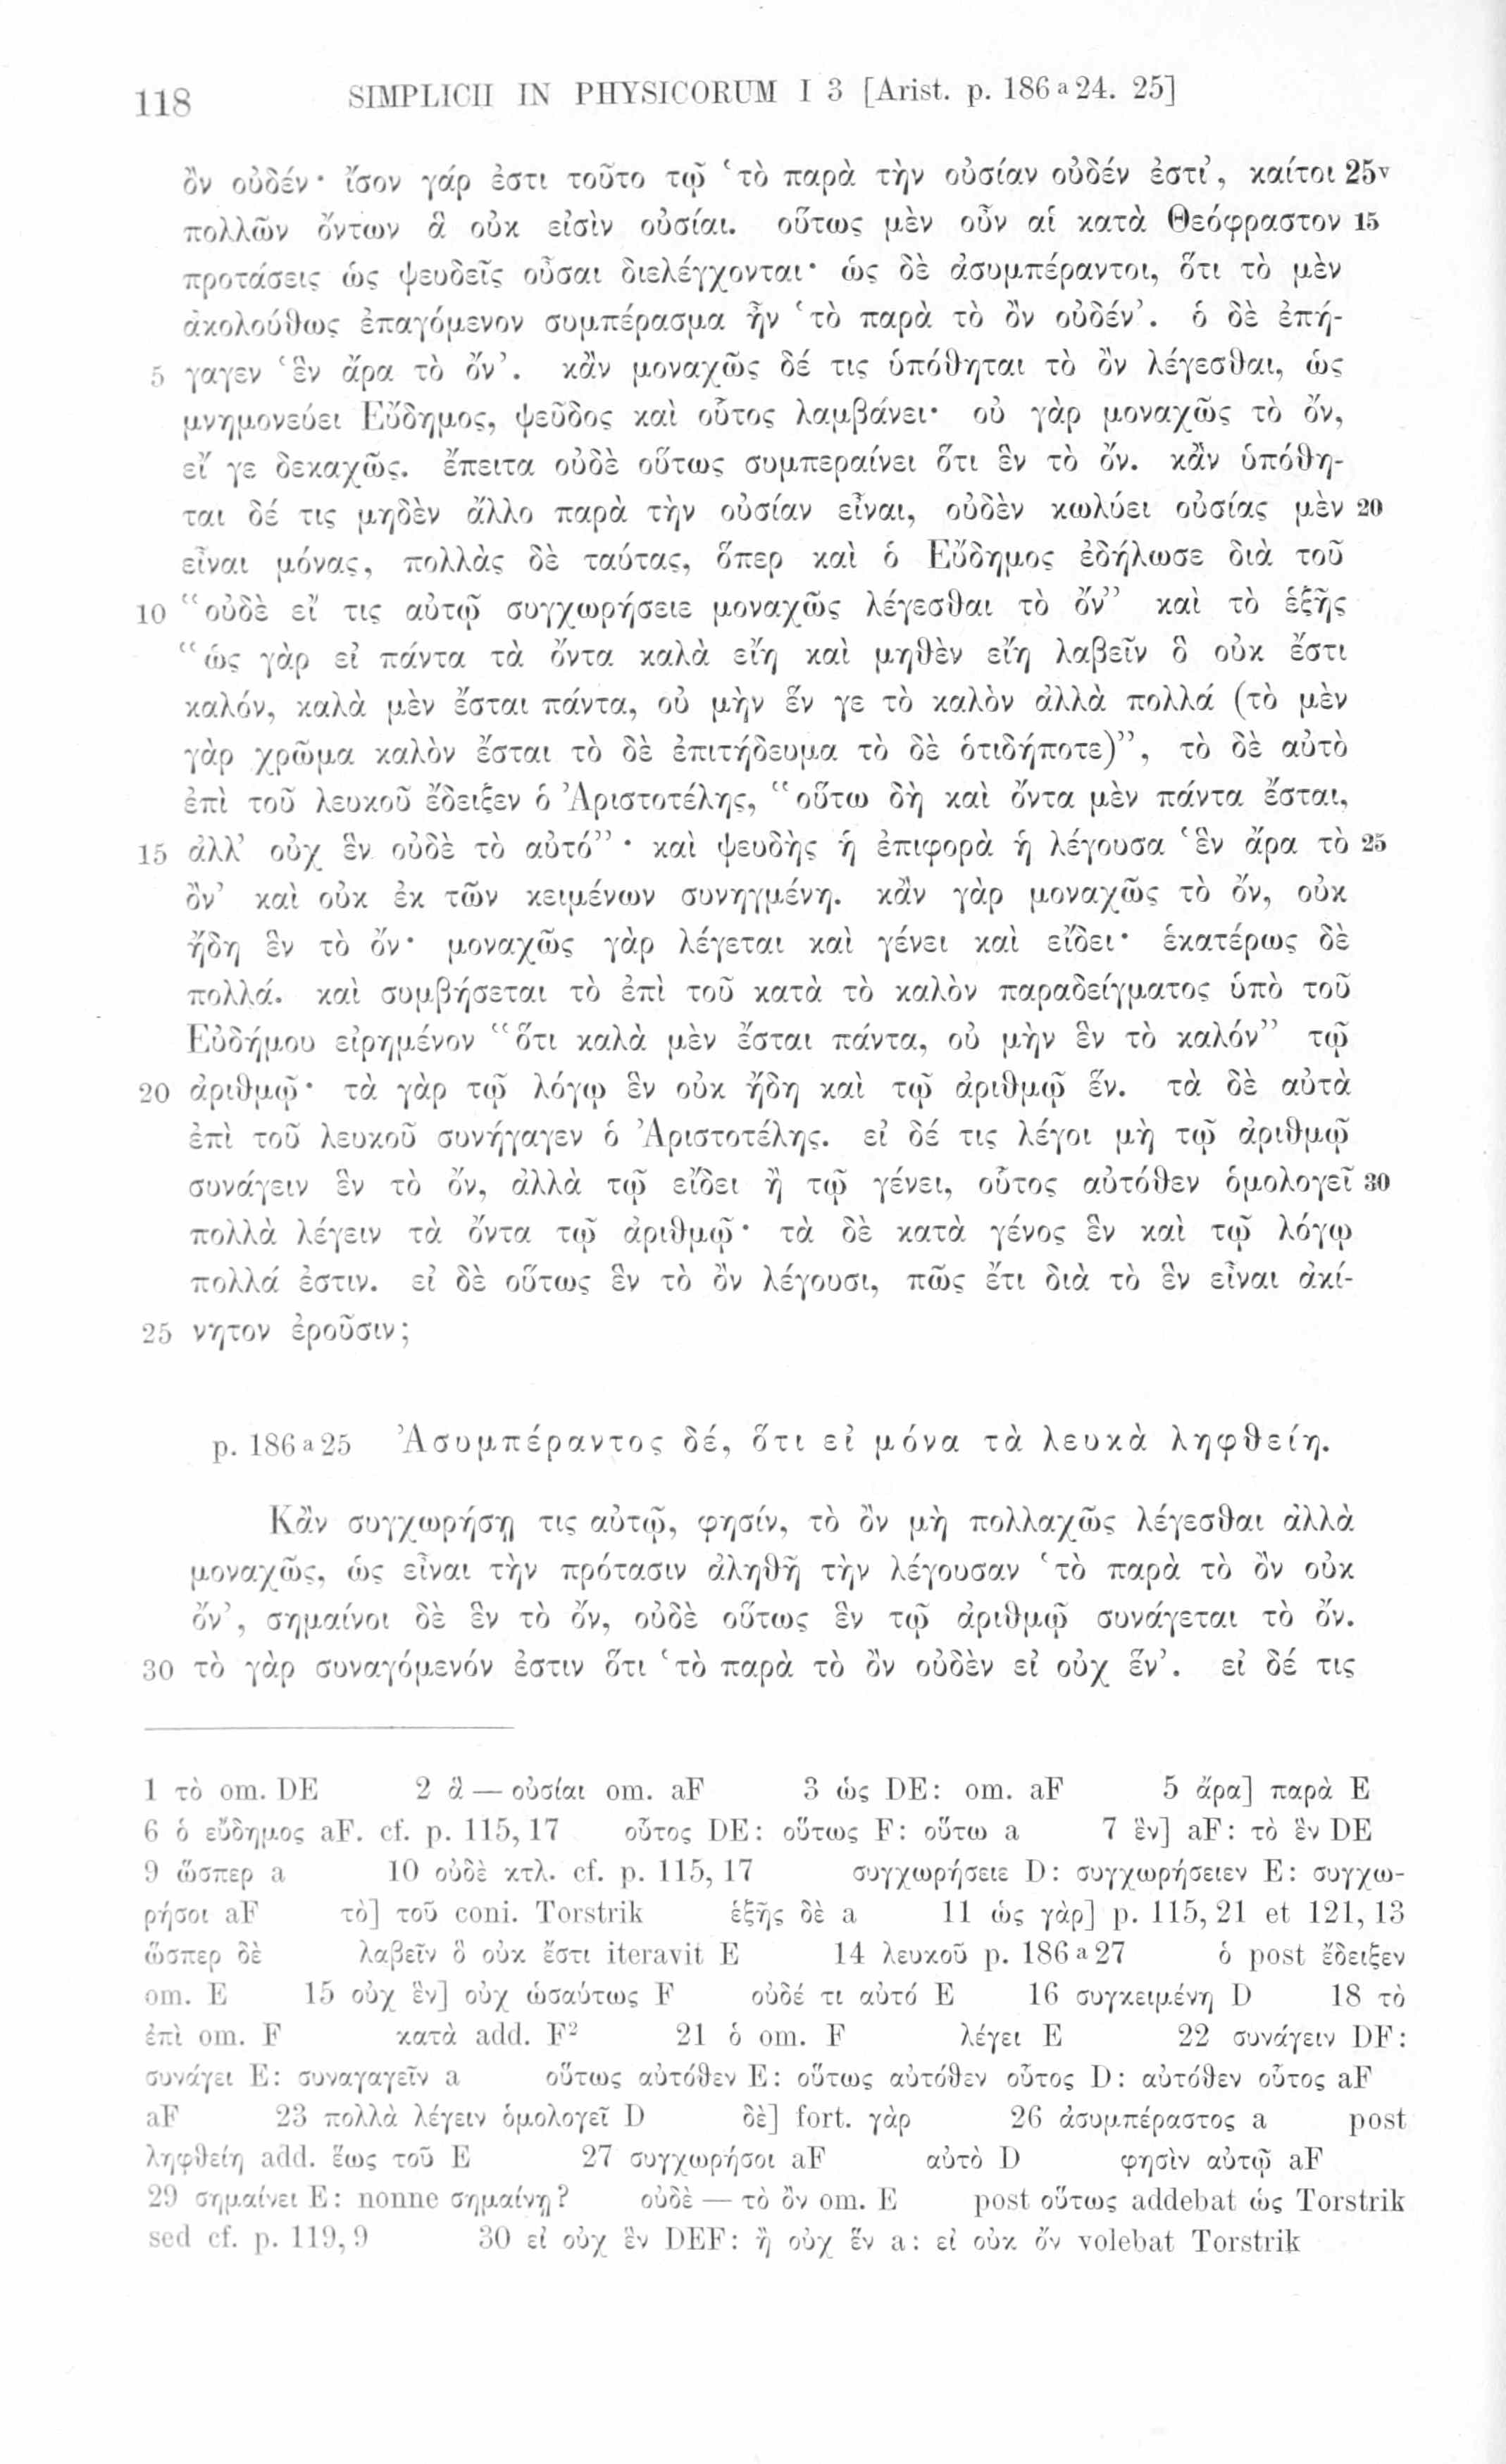 118 SIMPLICII IN PHYSICORUM I 3 [Arist. p. 186 a 24. 25]
ὂν οὐδέν· ἴσον γάρ ἐστι τοῦτο τῷ ‘τὸ παρὰ τὴν οὐσίαν οὐδέν ἐστι’, καίτοι 25v
πολλῶν ὄντων ἃ οὐκ εἰσὶν οὐσίαι. οὕτως μὲν οὖν αἱ κατὰ Θεόφραστον 15
προτάσεις ὡς ψευδεῖς οὖσαι διελέγχονται· ὡς δὲ ἀσυμπέραντοι, ὅτι τὸ μὲν
ἀκολούθως ἐπαγόμενον συμπέρασμα ἦν ‘τὸ παρὰ τὸ ὂν οὐδέν’. ὁ δὲ ἐπή-
5 γαγεν ‘ἓν ἄρα τὸ ὄν’. κἂν μοναχῶς δέ τις ὑπόθηται τὸ ὂν λέγεσθαι, ὡς
μνημονεύει Εὔδημος, ψεῦδος καὶ οὗτος λαμβάνει· οὐ γὰρ μοναχῶς τὸ ὄν,
εἴ γε δεκαχῶς. ἔπειτα οὐδὲ οὕτως συμπεραίνει ὅτι ἓν τὸ ὄν. κἂν ὑπόθη-
ται δέ τις μηδὲν ἄλλο παρὰ τὴν οὐσίαν εἶναι, οὐδὲν κωλύει οὐσίας μὲν 20
εἶναι μόνας, πολλὰς δὲ ταύτας, ὅπερ καὶ ὁ Εὔδημος ἐδήλωσε διὰ τοῦ
10 “οὐδὲ εἴ τις αὐτῷ συγχωρήσειε μοναχῶς λέγεσθαι τὸ ὄν” καὶ τὸ ἑξῆς
“ὡς γὰρ εἰ πάντα τὰ ὄντα καλὰ εἴη καὶ μηθὲν εἴη λαβεῖν ὃ οὐκ ἔστι
καλόν, καλὰ μὲν ἔσται πάντα, οὐ μὴν ἕν γε τὸ καλὸν ἀλλὰ πολλά (τὸ μὲν
γὰρ χρῶμα καλὸν ἔσται τὸ δὲ ἐπιτήδευμα τὸ δὲ ὁτιδήποτε)”, τὸ δὲ αὐτὸ
ἐπὶ τοῦ λευκοῦ ἔδειξεν ὁ Ἀριστοτέλης, “οὕτω δὴ καὶ ὄντα μὲν πάντα ἔσται,
15 ἀλλ’ οὐχ ἓν οὐδὲ τὸ αὐτό”· καὶ ψευδὴς ἡ ἐπιφορὰ ἡ λέγουσα ‘ἓν ἄρα τὸ 25
ὄν’ καὶ οὐκ ἐκ τῶν κειμένων συνηγμένη. κἂν γὰρ μοναχῶς τὸ ὄν, οὐκ
ἤδη ἓν τὸ ὄν· μοναχῶς γὰρ λέγεται καὶ γένει καὶ εἴδει· ἑκατέρως δὲ
πολλά. καὶ συμβήσεται τὸ ἐπὶ τοῦ κατὰ τὸ καλὸν παραδείγματος ὑπὸ τοῦ
Εὐδήμου εἰρημένον “ὅτι καλὰ μὲν ἔσται πάντα, οὐ μὴν ἓν τὸ καλόν” τῷ
20 ἀριθμῷ· τὰ γὰρ τῷ λόγῳ ἓν οὐκ ἤδη καὶ τῷ ἀριθμῷ ἕν. τὰ δὲ αὐτὰ
ἐπὶ τοῦ λευκοῦ συνήγαγεν ὁ Ἀριστοτέλης. εἰ δέ τις λέγοι μὴ τῷ ἀριθμῷ
συνάγειν ἓν τὸ ὄν, ἀλλὰ τῷ εἴδει ἢ τῷ γένει, οὗτος αὐτόθεν ὁμολογεῖ 30
πολλὰ λέγειν τὰ ὄντα τῷ ἀριθμῷ· τὰ δὲ κατὰ γένος ἓν καὶ τῷ λόγῳ
πολλά ἐστιν. εἰ δὲ οὕτως ἓν τὸ ὂν λέγουσι, πῶς ἔτι διὰ τὸ ἓν εἶναι ἀκί-
25 νητον ἐροῦσιν;
p. 186 a 25 Ἀσυμπέραντος δέ, ὅτι εἰ μόνα τὰ λευκὰ ληφθείη.
Κἂν συγχωρήσῃ τις αὐτῷ, φησίν, τὸ ὂν μὴ πολλαχῶς λέγεσθαι ἀλλὰ
μοναχῶς, ὡς εἶναι τὴν πρότασιν ἀληθῆ τὴν λέγουσαν ‘τὸ παρὰ τὸ ὂν οὐκ
ὄν’, σημαίνοι δὲ ἓν τὸ ὄν, οὐδὲ οὕτως ἓν τῷ ἀριθμῷ συνάγεται τὸ ὄν.
30 τὸ γὰρ συναγόμενόν ἐστιν ὅτι ‘τὸ παρὰ τὸ ὂν οὐδὲν εἰ οὐχ ἕν’. εἰ δέ τις
1 τὸ om. DE 2 ἃ — οὐσίαι om. aF 3 ὡς DE: om. aF 5 ἄρα] παρὰ E
6 ὁ εὔδημος aF. cf. p. 115,17 οὗτος DE: οὕτως F: οὕτω a 7 ἓν] aF: τὸ ἓν DE
9 ὥσπερ a 10 οὐδὲ κτλ. cf. p. 115,17 συγχωρήσειε D: συγχωρήσειεν E: συγχω-
ρήσοι aF τὸ] τοῦ coni. Torstrik ἑξῆς δὲ a 11 ὡς γὰρ] p. 115,21 et 121,13
ὥσπερ δὲ λαβεῖν ὃ οὐκ ἔστι iteravit E 14 λευκοῦ p. 186 a 27 ὁ post ἔδειξεν
om. E 15 οὐχ ἓν] οὐχ ὡσαύτως F οὐδέ τι αὐτό E 16 συγκειμένη D 18 τὸ
ἐπὶ om. F κατὰ add. F² 21 ὁ om. F λέγει E 22 συνάγειν DF:
συνάγει E: συναγαγεῖν a οὕτως αὐτόθεν E: οὕτως αὐτόθεν οὗτος D: αὐτόθεν οὗτος aF
aF 23 πολλὰ λέγειν ὁμολογεῖ D δὲ] fort. γὰρ 26 ἀσυμπέραστος a post
ληφθείη add. ἕως τοῦ E 27 συγχωρήσοι aF αὐτὸ D φησὶν αὐτῷ aF
29 σημαίνει E: nonne σημαίνῃ? οὐδὲ — τὸ ὂν om. E post οὕτως addebat ὡς Torstrik
sed cf. p. 119,9 30 εἰ οὐχ ἓν DEF: ἢ οὐχ ἕν a: εἰ οὐκ ὄν volebat Torstrik